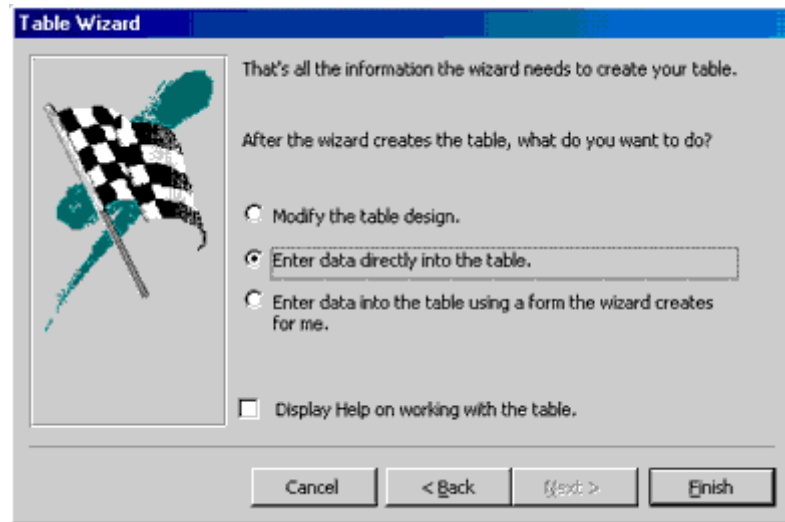 Table Wizard
That's all the information the wizard needs to create your table.
After the wizard creates the table, what do you want to do?
Modify the table design.
Enter data directly into the table.
Enter data into the table using a form the wizard creates
for me.
Display Help on working with the table.
Cancel
< Back
Next >
Finish